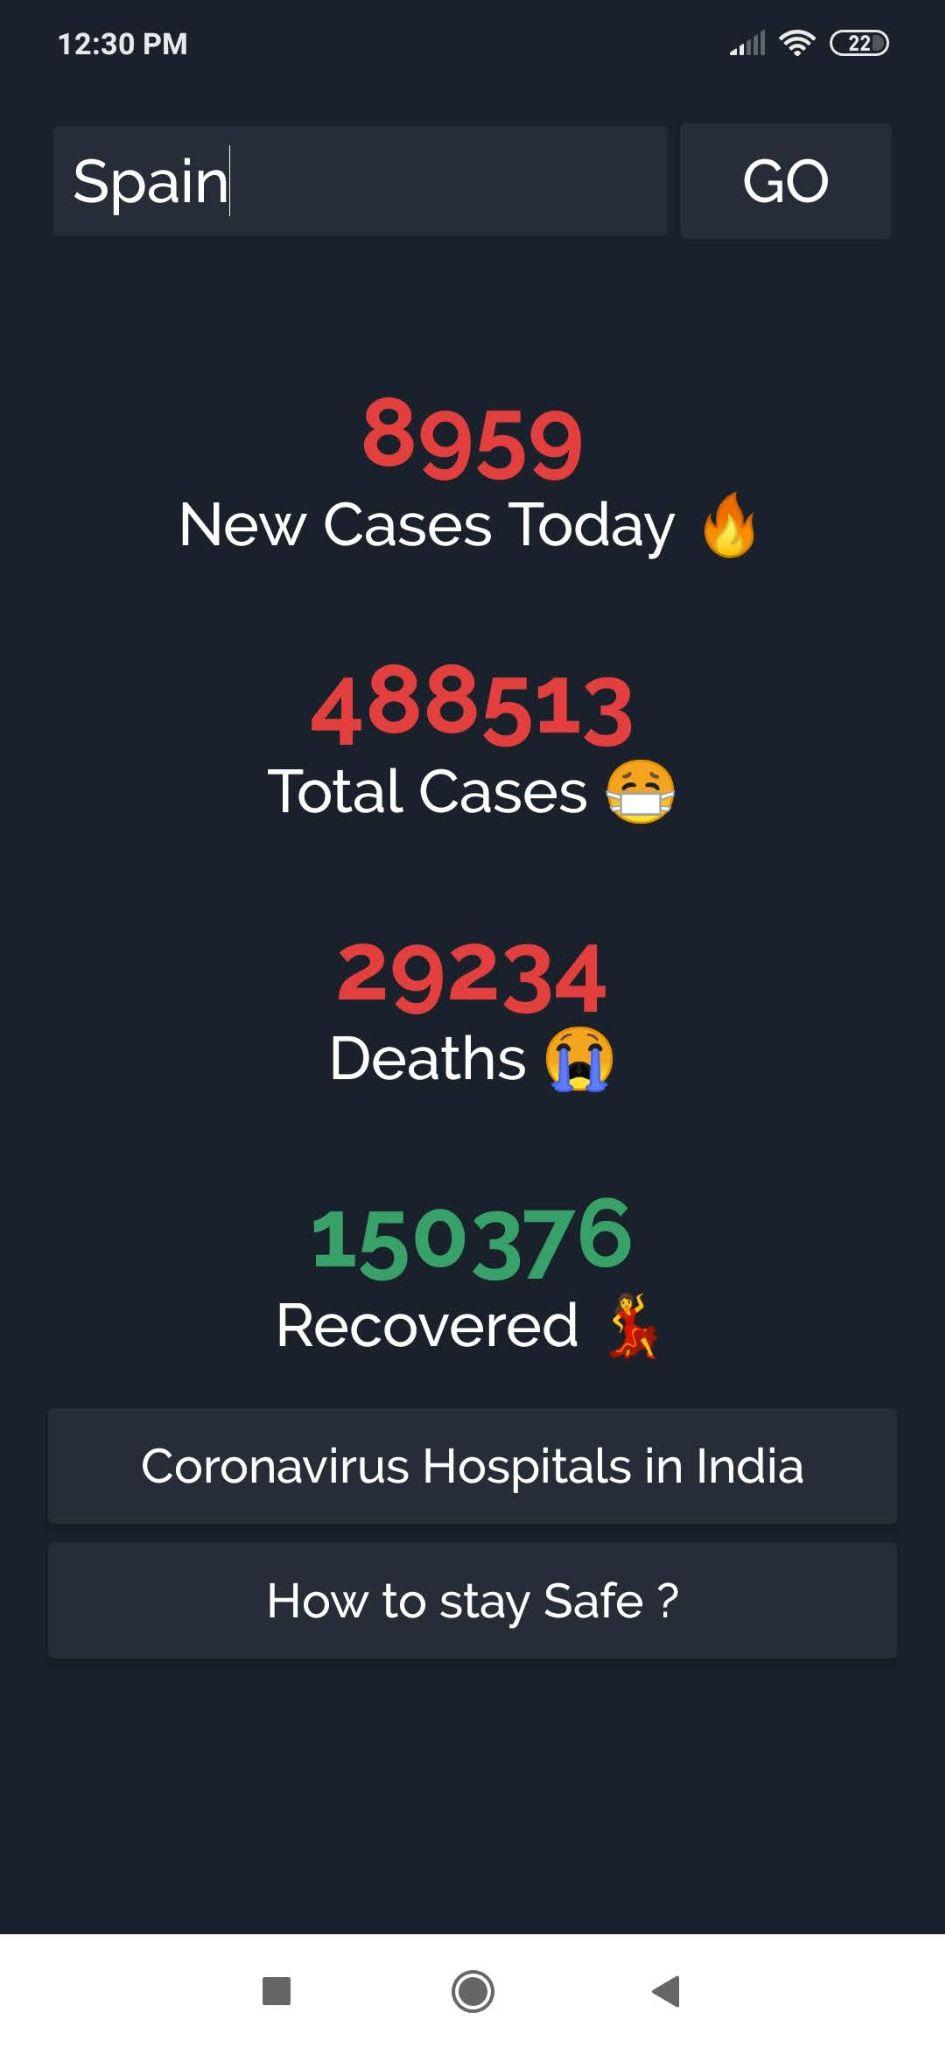 12:30 PM
22
Spain
GO
8959
New Cases Today 🔥
488513
Total Cases 😷
29234
Deaths 😭
150376
Recovered 💃
Coronavirus Hospitals in India
How to stay Safe ?